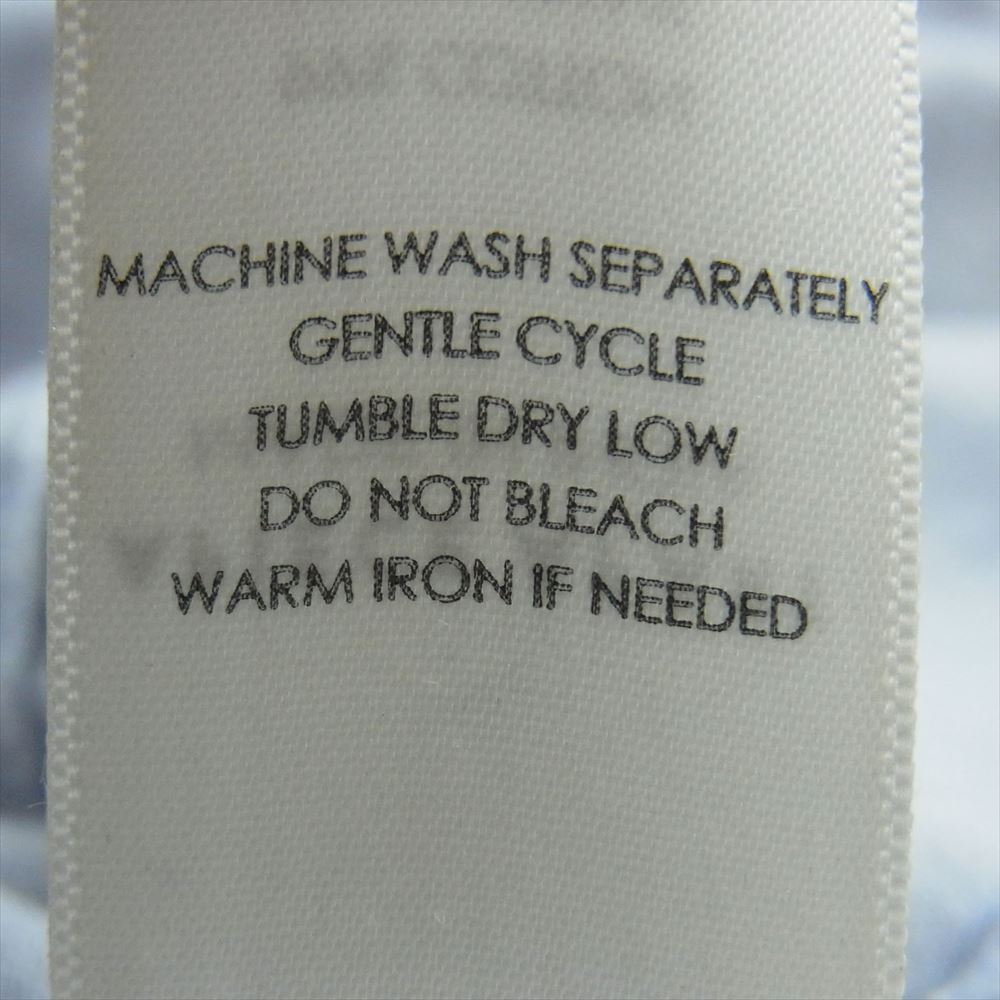 MACHINE WASH SEPARATELY
GENTLE CYCLE
TUMBLE DRY LOW
DO NOT BLEACH
WARM IRON IF NEEDED